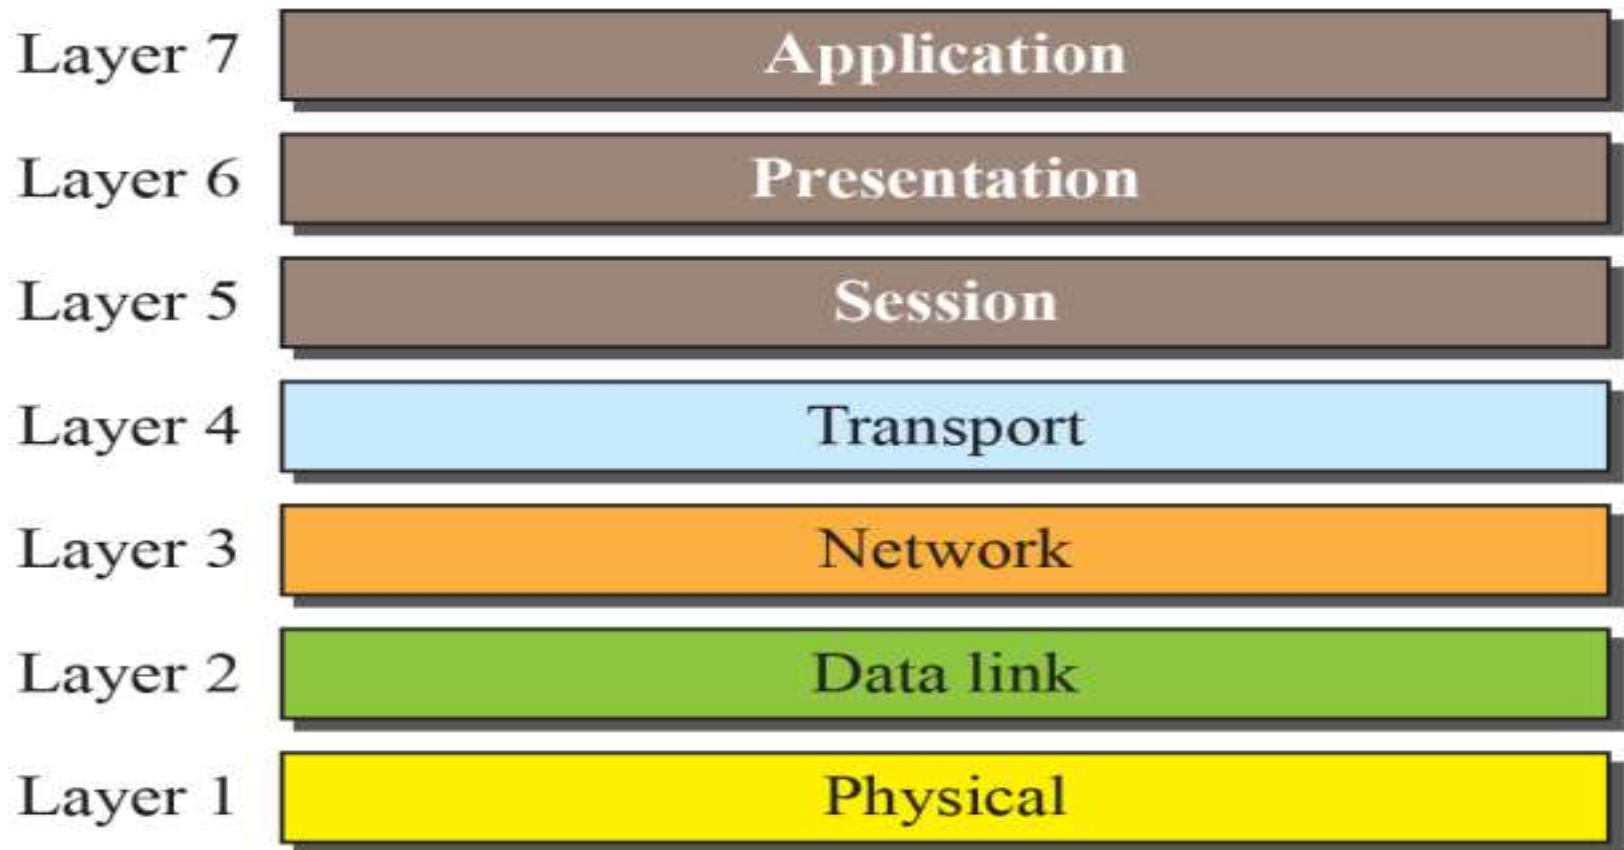 Layer 7 Application
Layer 6 Presentation
Layer 5 Session
Layer 4 Transport
Layer 3 Network
Layer 2 Data link
Layer 1 Physical